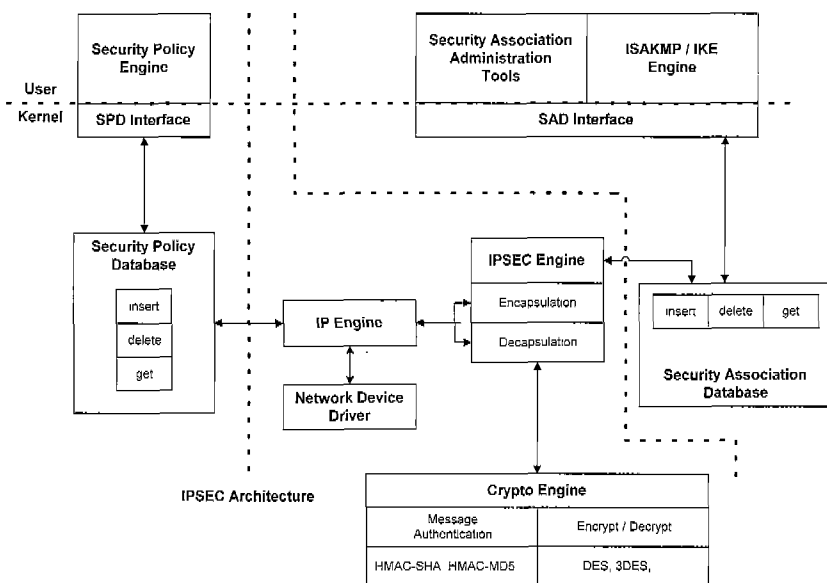 Security Policy
Engine
Security Association
Administration
Tools
ISAKMP / IKE
Engine
User
Kernel
SPD Interface
SAD Interface
Security Policy
Database
insert
delete
get
IP Engine
Network Device
Driver
IPSEC Engine
Encapsulation
Decapsulation
insert
delete
get
Security Association
Database
IPSEC Architecture
Crypto Engine
Message
Authentication
Encrypt / Decrypt
HMAC-SHA HMAC-MD5
DES, 3DES,